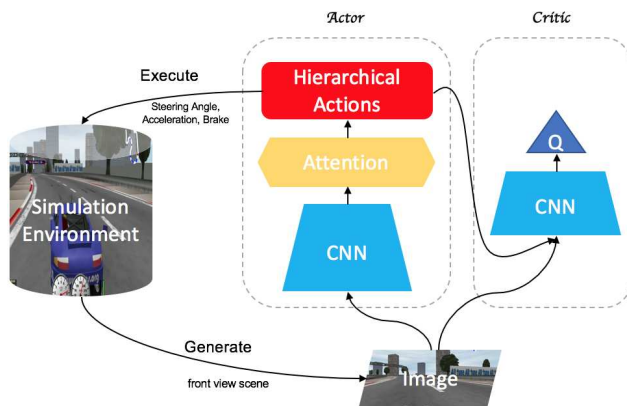 Actor
Critic
Execute
Steering Angle,
Acceleration, Brake
Hierarchical
Actions
Attention
CNN
Q
CNN
Simulation
Environment
Generate
front view scene
Image